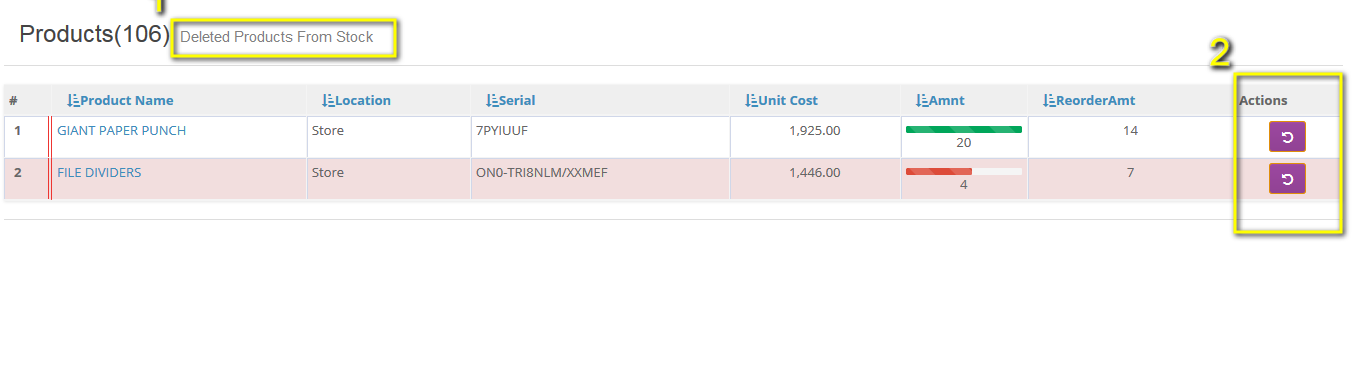 1
Products(106) Deleted Products From Stock
2
# Product Name Location Serial Unit Cost Amnt ReorderAmt Actions
1 GIANT PAPER PUNCH Store 7PYIUUF 1,925.00 20 14
2 FILE DIVIDERS Store ON0-TRI8NLM/XXMEF 1,446.00 4 7